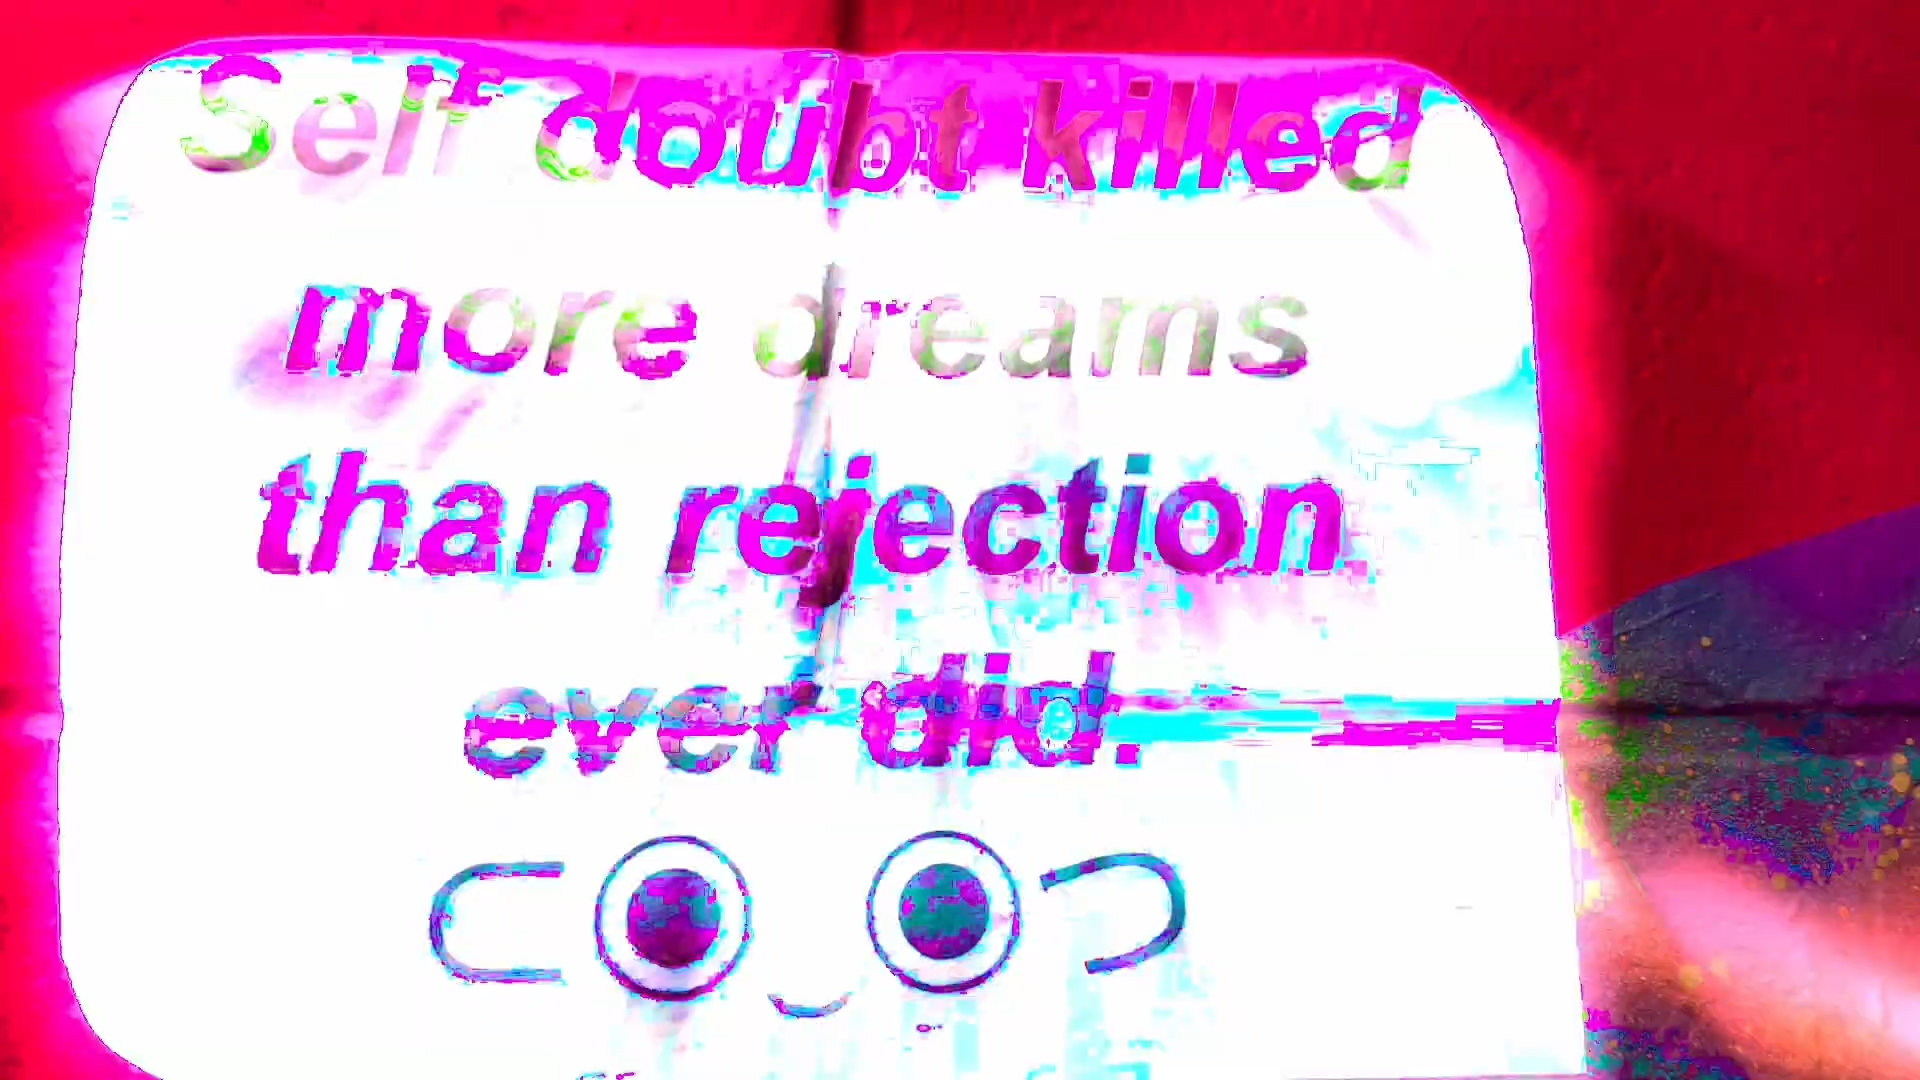 Self doubt killed
more dreams
than rejection
ever did.